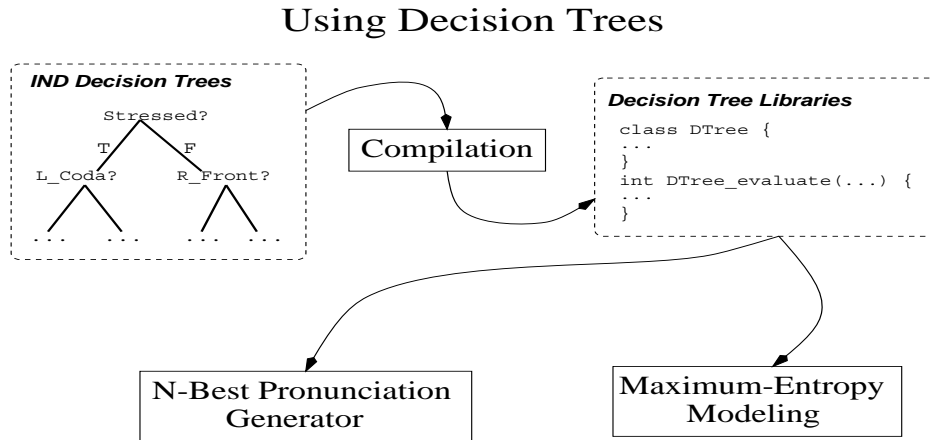 Using Decision Trees
IND Decision Trees
Stressed?
T F
L_Coda? R_Front?
... ... ... ...
Compilation
Decision Tree Libraries
class DTree {
...
}
int DTree_evaluate(...) {
...
}
N-Best Pronunciation
Generator
Maximum-Entropy
Modeling